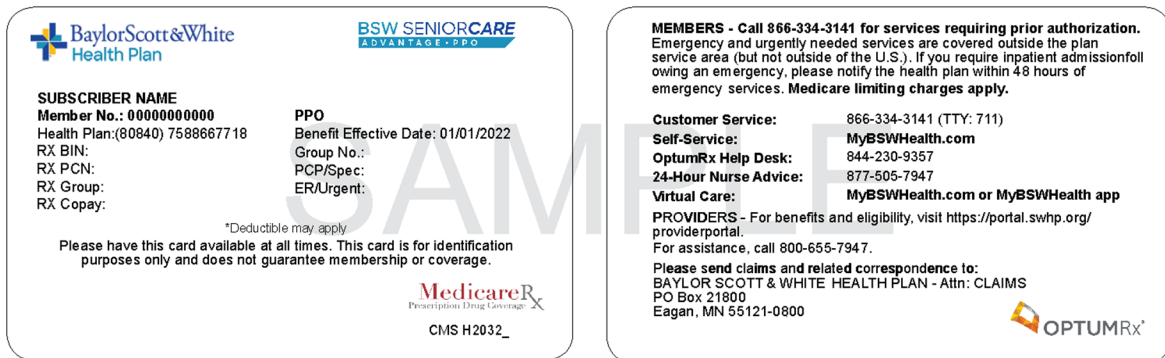 BaylorScott&White
Health Plan
BSW SENIORCARE
ADVANTAGE • PPO
SUBSCRIBER NAME
Member No.: 00000000000
Health Plan:(80840) 7588667718
RX BIN:
RX PCN:
RX Group:
RX Copay:
PPO
Benefit Effective Date: 01/01/2022
Group No.:
PCP/Spec:
ER/Urgent:
*Deductible may apply
Please have this card available at all times. This card is for identification
purposes only and does not guarantee membership or coverage.
MedicareRx
Prescription Drug Coverage
CMS H2032_
SAMPLE
MEMBERS - Call 866-334-3141 for services requiring prior authorization.
Emergency and urgently needed services are covered outside the plan
service area (but not outside of the U.S.). If you require inpatient admissionfoll
owing an emergency, please notify the health plan within 48 hours of
emergency services. Medicare limiting charges apply.
Customer Service: 866-334-3141 (TTY: 711)
Self-Service: MyBSWHealth.com
OptumRx Help Desk: 844-230-9357
24-Hour Nurse Advice: 877-505-7947
Virtual Care: MyBSWHealth.com or MyBSWHealth app
PROVIDERS - For benefits and eligibility, visit https://portal.swhp.org/
providerportal.
For assistance, call 800-655-7947.
Please send claims and related correspondence to:
BAYLOR SCOTT & WHITE HEALTH PLAN - Attn: CLAIMS
PO Box 21800
Eagan, MN 55121-0800
OPTUMRx